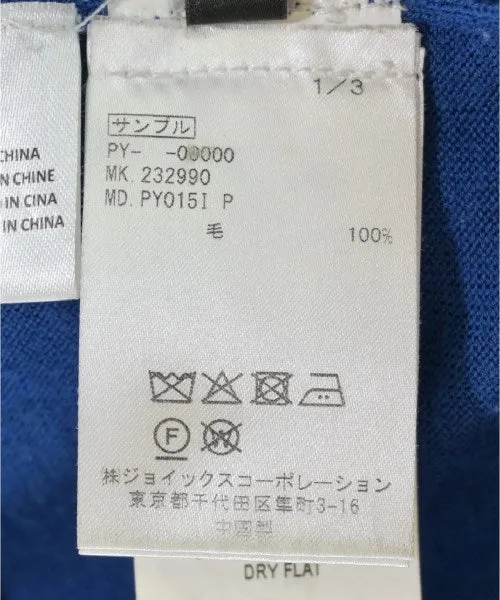 1/3
サンプル
PY- -00000
MK. 232990
MD. PY015I P
毛 100%
F
W
㈱ジョイックスコーポレーション
東京都千代田区隼町3-16
中国製
CHINA
N CHINE
IN CINA
IN CHINA
DRY FLAT